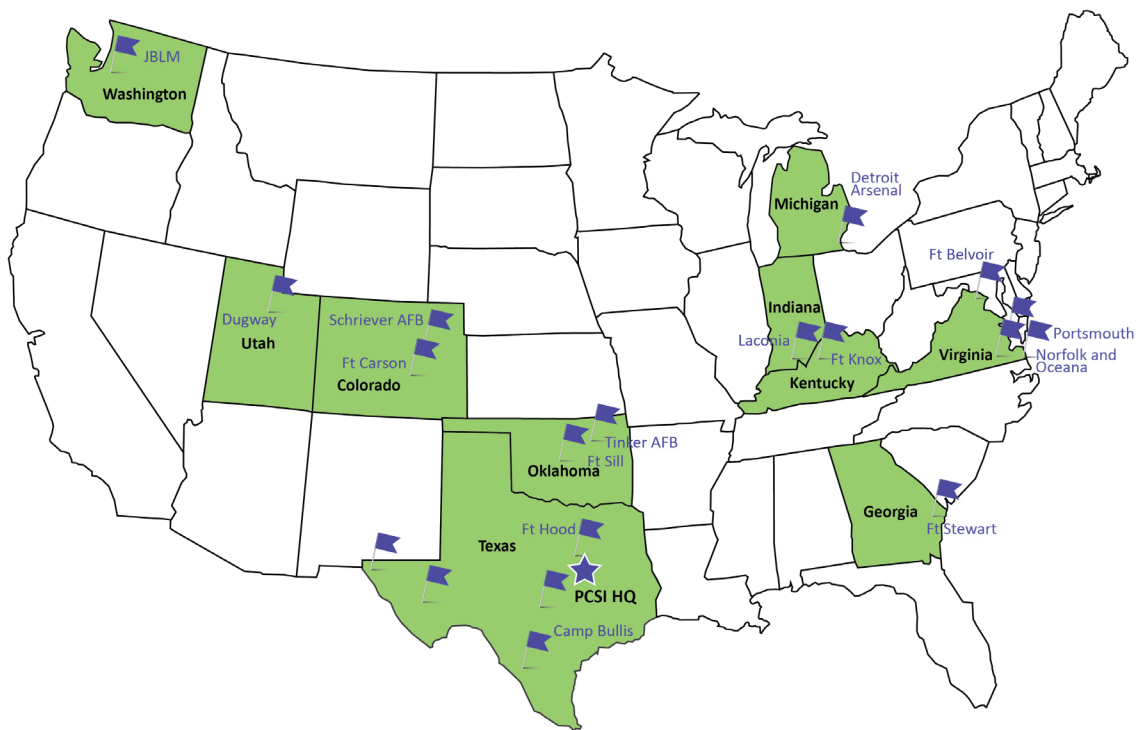 JBLM
Washington
Detroit
Arsenal
Michigan
Ft Belvoir
Dugway
Utah
Schriever AFB
Ft Carson
Colorado
Indiana
Laconia
Ft Knox
Kentucky
Virginia
Portsmouth
Norfolk and
Oceana
Tinker AFB
Ft Sill
Oklahoma
Georgia
Ft Stewart
Ft Hood
Texas
PCSI HQ
Camp Bullis